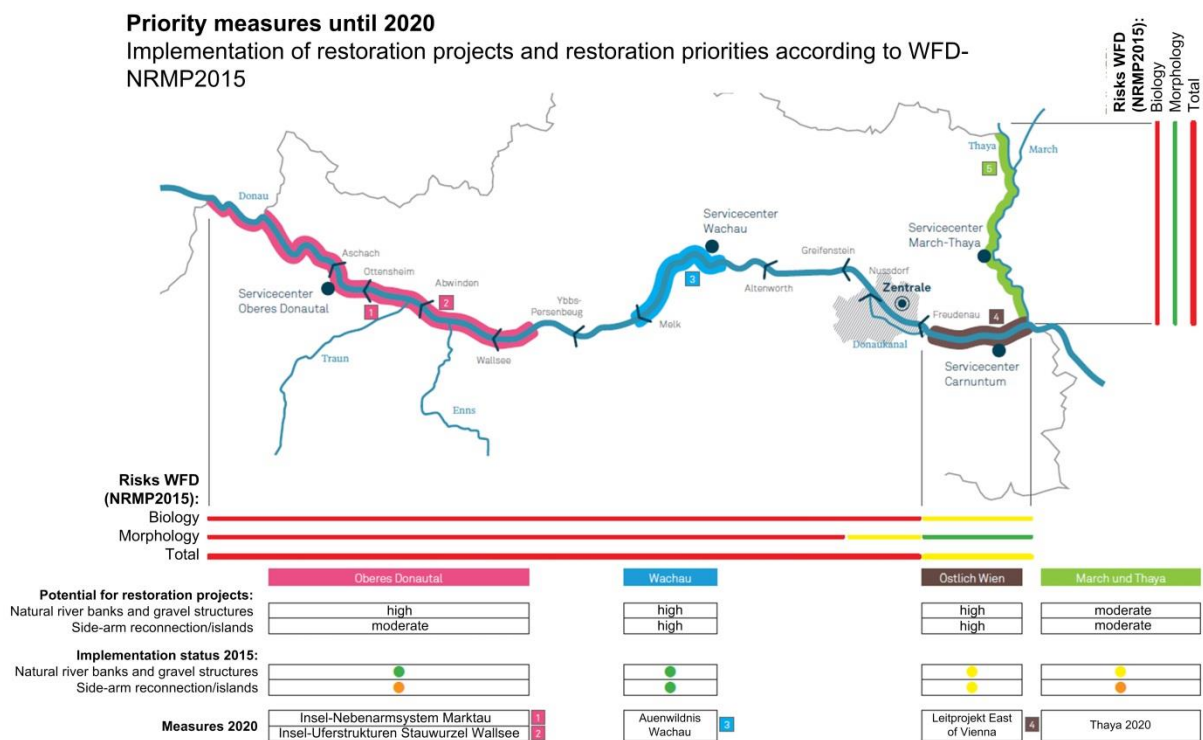 Priority measures until 2020
Implementation of restoration projects and restoration priorities according to WFD-
NRMP2015
Risks WFD
(NRMP2015):
Biology
Morphology
Total
Thaya
March
5
Donau
Servicecenter
Wachau
Aschach
Ottensheim
Abwinden
Servicecenter
Oberes Donautal
1
2
3
Greifenstein
Nussdorf
Altenwörth
Zentrale
Servicecenter
March-Thaya
Ybbs-
Persenbeug
Melk
Wallsee
Freudenau
4
Donaukanal
Servicecenter
Carnuntum
Traun
Enns
Risks WFD
(NRMP2015):
Biology
Morphology
Total
Oberes Donautal
Wachau
Östlich Wien
March und Thaya
Potential for restoration projects:
Natural river banks and gravel structures
high
high
high
moderate
Side-arm reconnection/islands
moderate
high
high
moderate
Implementation status 2015:
Natural river banks and gravel structures
Side-arm reconnection/islands
Measures 2020
Insel-Nebenarmsystem Marktau
1
Insel-Uferstrukturen Stauwurzel Wallsee
2
Auenwildnis
Wachau
3
Leitprojekt East
of Vienna
4
Thaya 2020